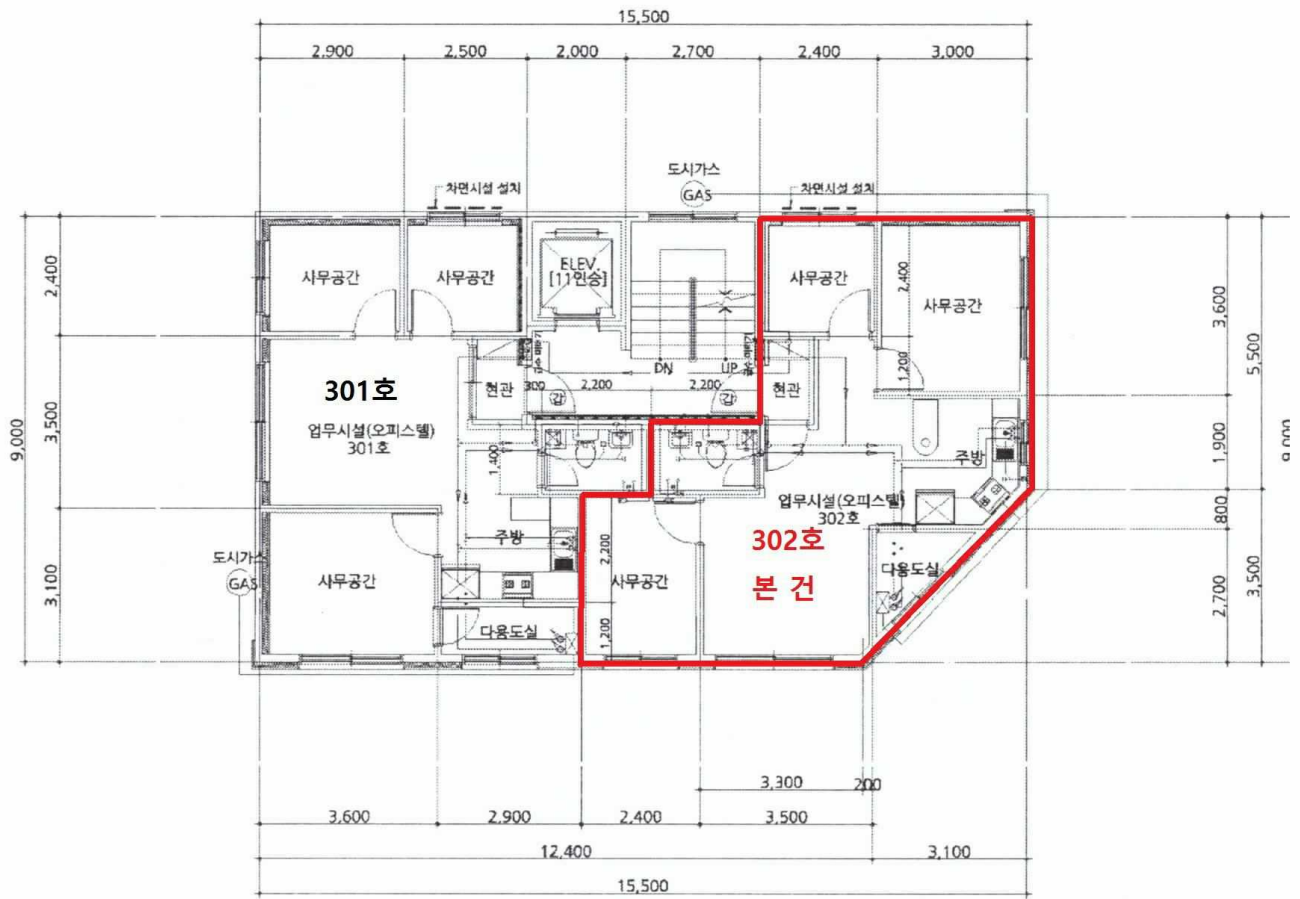 15,500
2,900
2,500
2,000
2,700
2,400
3,000
도시가스
GAS
차면시설 설치
차면시설 설치
9,000
2,400
3,500
3,100
사무공간
사무공간
ELEV.
[11인승]
사무공간
사무공간
2,400
1,200
3,600
5,500
1,900
800
2,700
3,500
9,000
DN
UP
현관
300
2,200
2,200
현관
갑
갑
301호
업무시설(오피스텔)
301호
1,400
주방
주방
업무시설(오피스텔)
302호
302호
본 건
도시가스
GAS
사무공간
2,200
사무공간
1,200
다용도실
다용도실
3,300
200
3,600
2,900
2,400
3,500
12,400
3,100
15,500